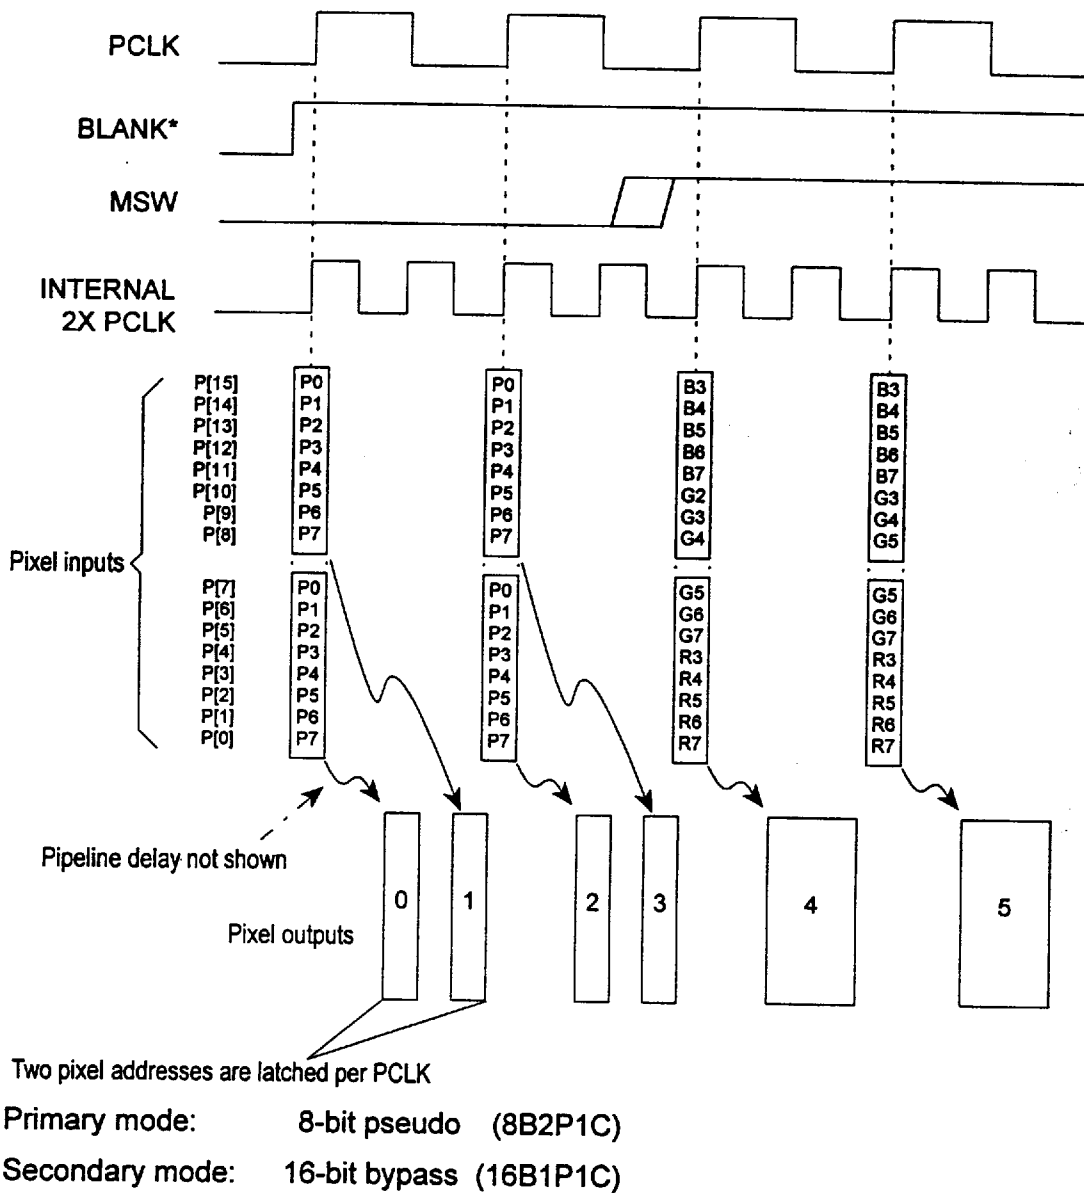 PCLK
BLANK*
MSW
INTERNAL
2X PCLK
P[15] P0 P0 B3 B3
P[14] P1 P1 B4 B4
P[13] P2 P2 B5 B5
P[12] P3 P3 B6 B6
P[11] P4 P4 B7 B7
P[10] P5 P5 G2 G3
P[9] P6 P6 G3 G4
P[8] P7 P7 G4 G5
Pixel inputs
P[7] P0 P0 G5 G5
P[6] P1 P1 G6 G6
P[5] P2 P2 G7 G7
P[4] P3 P3 R3 R3
P[3] P4 P4 R4 R4
P[2] P5 P5 R5 R5
P[1] P6 P6 R6 R6
P[0] P7 P7 R7 R7
Pipeline delay not shown
Pixel outputs
0 1 2 3 4 5
Two pixel addresses are latched per PCLK
Primary mode: 8-bit pseudo (8B2P1C)
Secondary mode: 16-bit bypass (16B1P1C)